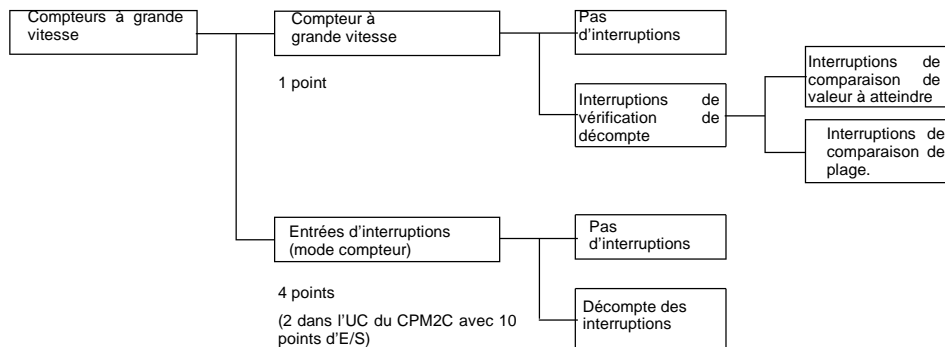 Compteurs à grande
vitesse
Compteur à
grande vitesse
1 point
Pas
d'interruptions
Interruptions de
vérification de
décompte
Interruptions de
comparaison de
valeur à atteindre
Interruptions de
comparaison de
plage.
Entrées d'interruptions
(mode compteur)
4 points
(2 dans l'UC du CPM2C avec 10
points d'E/S)
Pas
d'interruptions
Décompte des
interruptions